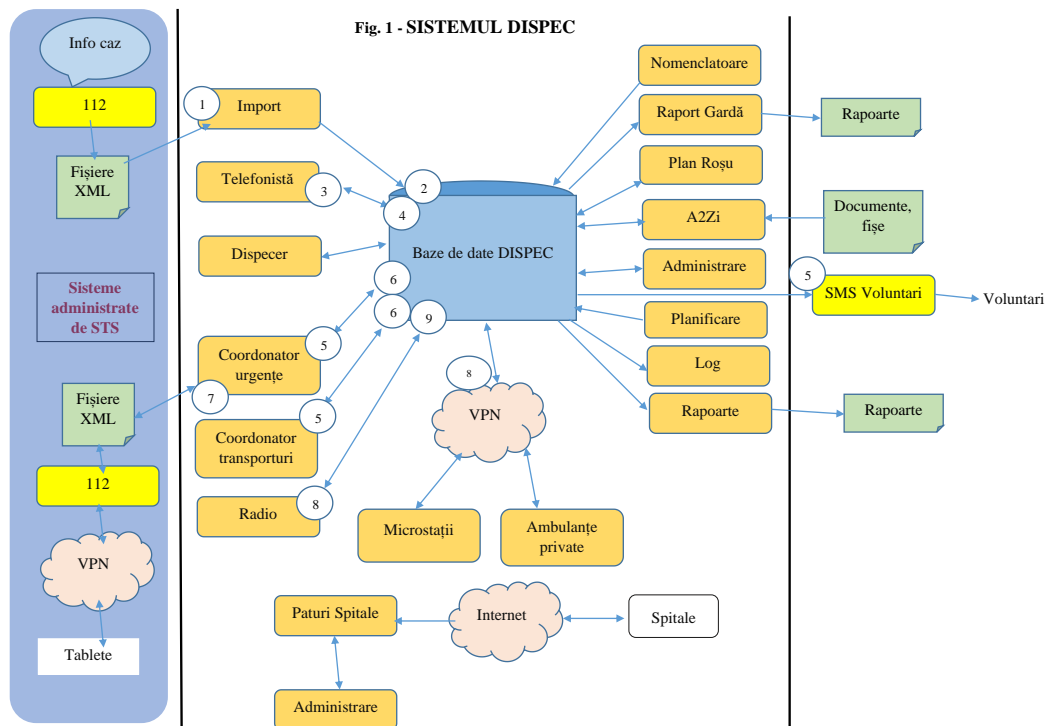 Fig. 1 - SISTEMUL DISPEC
Info caz
112
Fișiere
XML
Sisteme
administrate
de STS
Fișiere
XML
112
VPN
Tablete
1
Import
Telefonistă
3
Dispecer
2
4
Baze de date DISPEC
6
6
9
5
Coordonator
urgențe
7
5
Coordonator
transporturi
Radio
8
8
VPN
Microstații
Ambulanțe
private
Paturi Spitale
Internet
Spitale
Administrare
Nomenclatoare
Raport Gardă
Plan Roșu
A2Zi
Administrare
Planificare
Log
Rapoarte
Rapoarte
Documente,
fișe
5
SMS Voluntari
Voluntari
Rapoarte